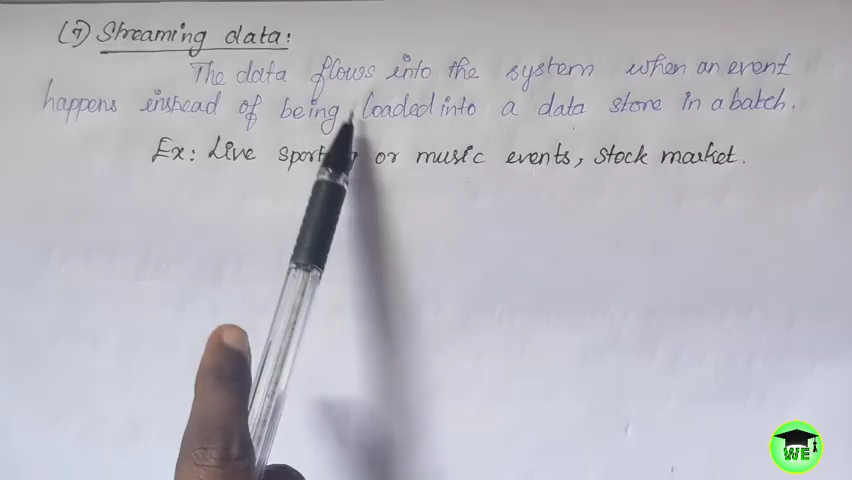 (7) Streaming data:
The data flows into the system when an event
happens instead of being loaded into a data store in a batch.
Ex: Live or music events, stock market.
WE